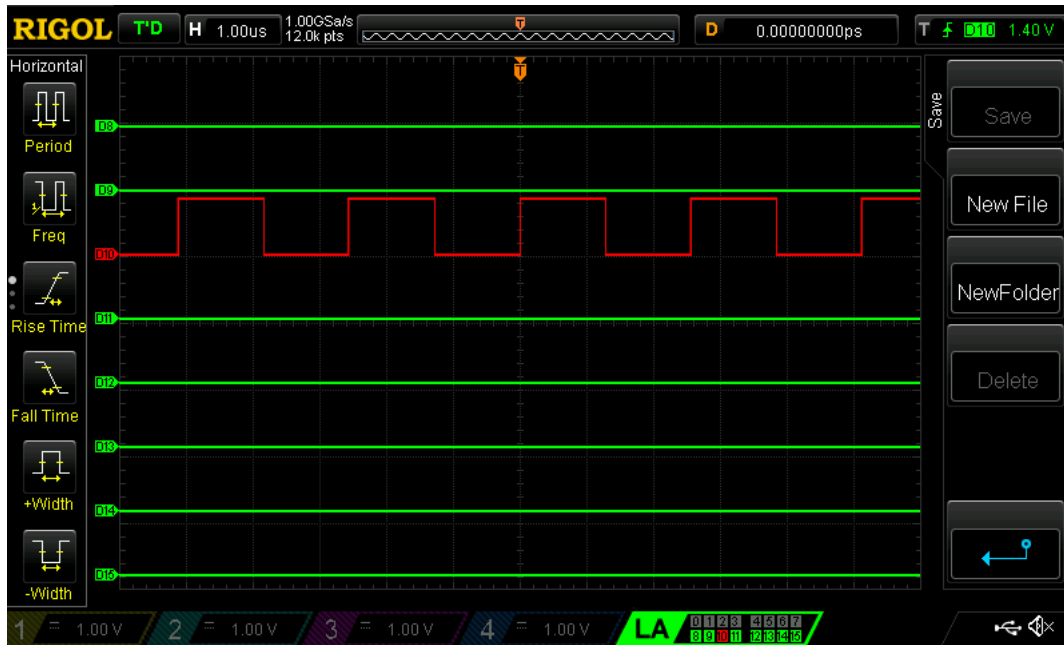 RIGOL T'D H 1.00us 1.00GSa/s 12.0k pts T D 0.00000000ps T D10 1.40 V
Horizontal
T
Period
1/
Freq
Rise Time
Fall Time
+Width
-Width
D8
D9
D10
D11
D12
D13
D14
D15
Save
Save
New File
NewFolder
Delete
1 = 1.00 V 2 = 1.00 V 3 = 1.00 V 4 = 1.00 V LA 0 1 2 3 4 5 6 7
8 9 10 11 12 13 14 15